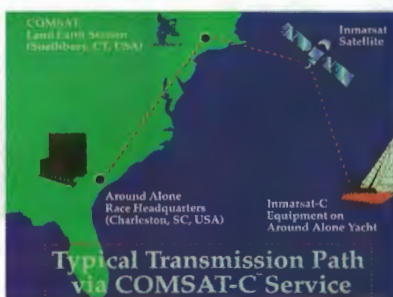 COMSAT
Land Earth Station
(Southbury, CT, USA)
Inmarsat
Satellite
Around Alone
Race Headquarters
(Charleston, SC, USA)
Inmarsat-C
Equipment on
Around Alone Yacht
Typical Transmission Path
via COMSAT-C™ Service